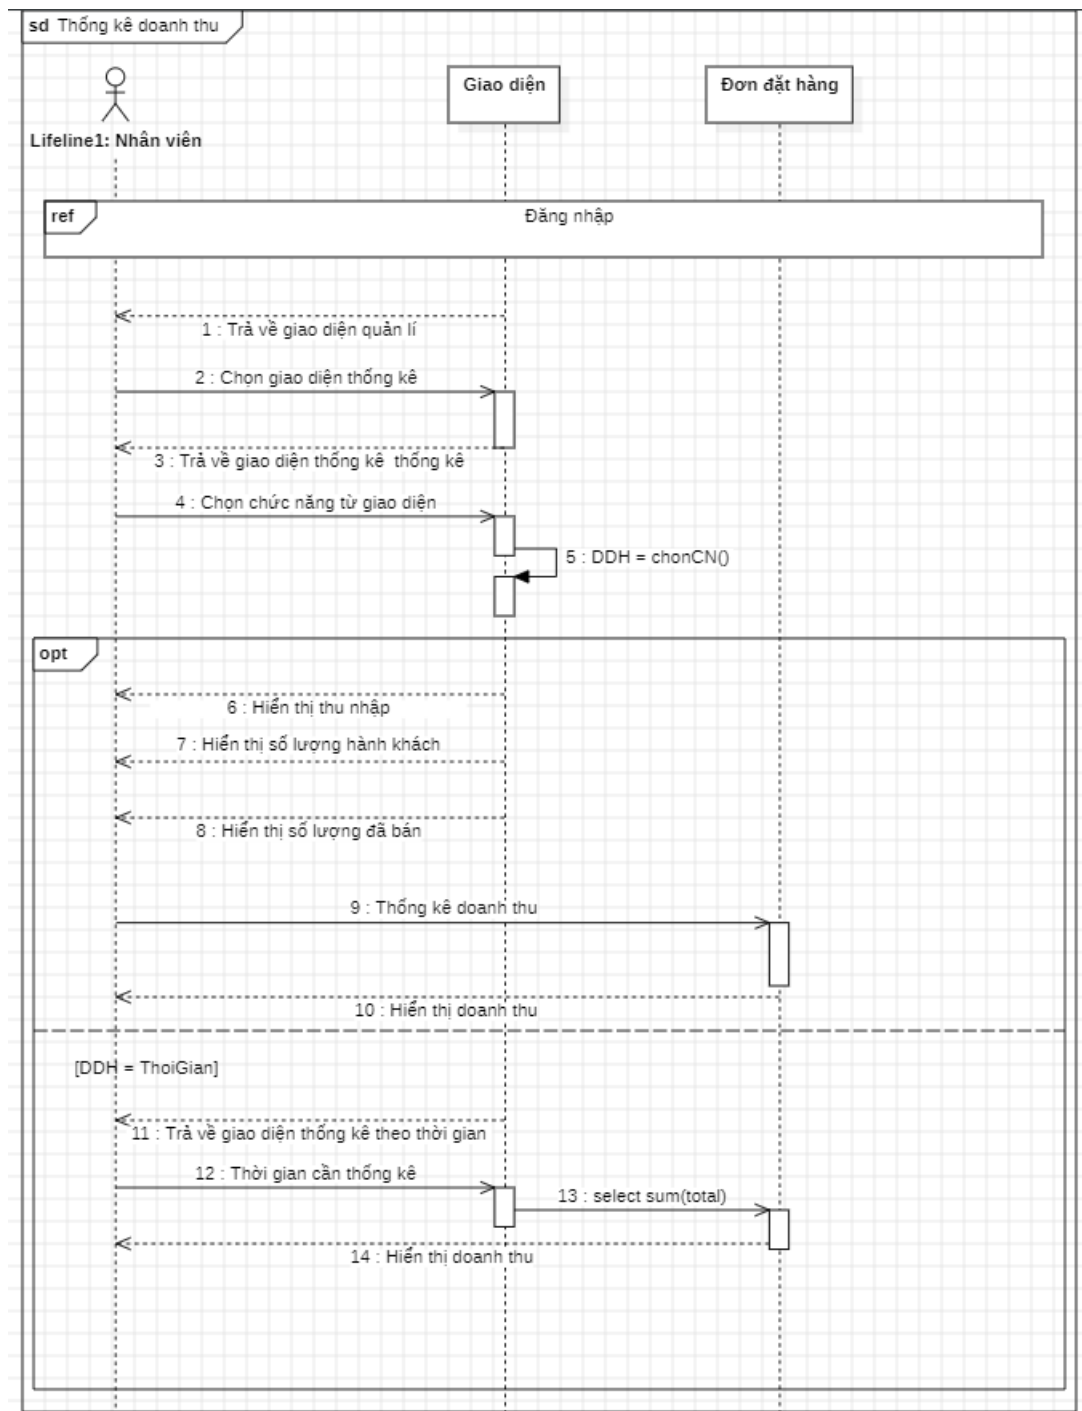 sd Thống kê doanh thu
Giao diện
Đơn đặt hàng
Lifeline1: Nhân viên
ref
Đăng nhập
1 : Trả về giao diện quản lí
2 : Chọn giao diện thống kê
3 : Trả về giao diện thống kê thống kê
4 : Chọn chức năng từ giao diện
5 : DDH = chonCN()
opt
6 : Hiển thị thu nhập
7 : Hiển thị số lượng hành khách
8 : Hiển thị số lượng đã bán
9 : Thống kê doanh thu
10 : Hiển thị doanh thu
[DDH = ThoiGian]
11 : Trả về giao diện thống kê theo thời gian
12 : Thời gian cần thống kê
13 : select sum(total)
14 : Hiển thị doanh thu